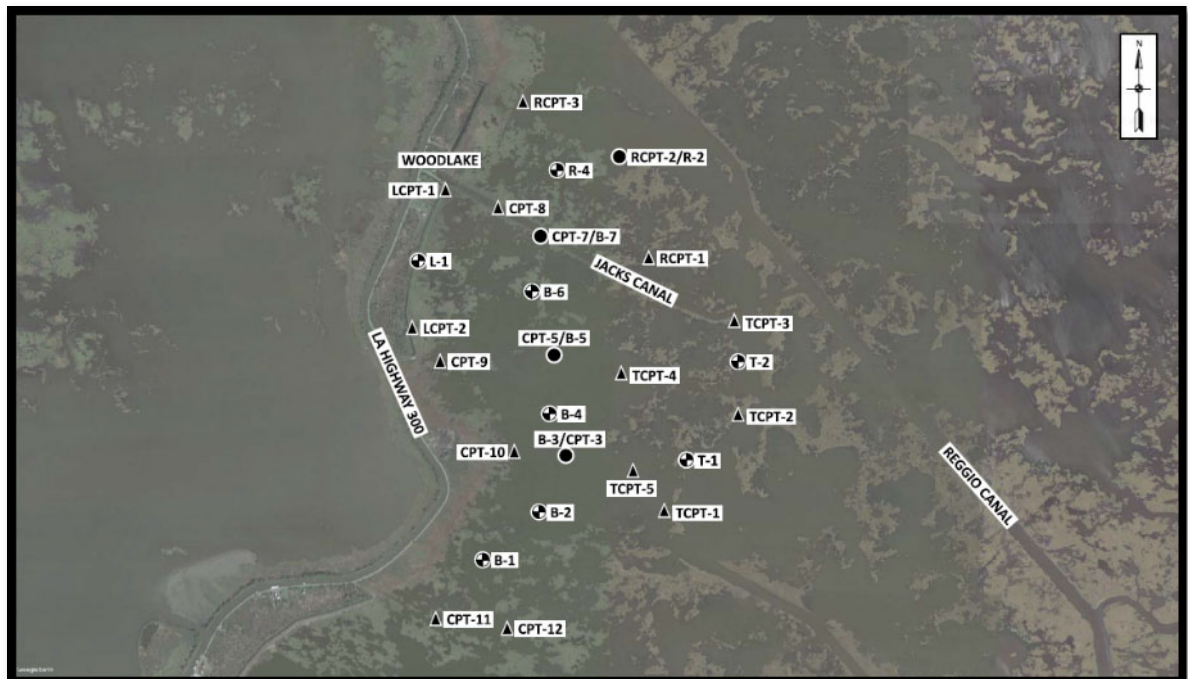 N
RCPT-3
WOODLAKE
RCPT-2/R-2
R-4
LCPT-1
CPT-8
CPT-7/B-7
L-1
RCPT-1
JACKS CANAL
B-6
LCPT-2
TCPT-3
CPT-5/B-5
CPT-9
T-2
TCPT-4
LA HIGHWAY 300
B-4
TCPT-2
B-3/CPT-3
CPT-10
T-1
REGGIO CANAL
TCPT-5
B-2
TCPT-1
B-1
CPT-11
CPT-12
Google Earth